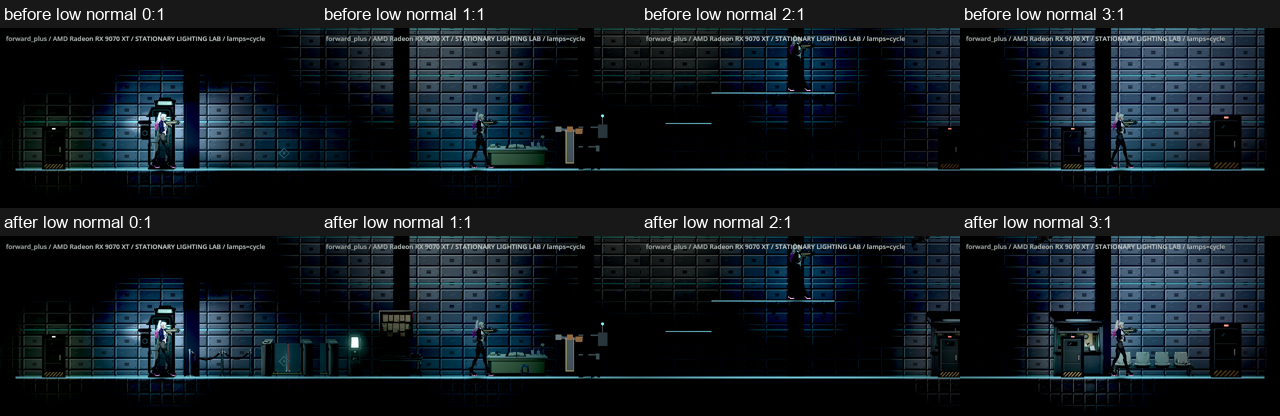 before low normal 0:1
before low normal 1:1
before low normal 2:1
before low normal 3:1
forward_plus / AMD Radeon RX 9070 XT / STATIONARY LIGHTING LAB / lamps=cycle
forward_plus / AMD Radeon RX 9070 XT / STATIONARY LIGHTING LAB / lamps=cycle
forward_plus / AMD Radeon RX 9070 XT / STATIONARY LIGHTING LAB / lamps=cycle
forward_plus / AMD Radeon RX 9070 XT / STATIONARY LIGHTING LAB / lamps=cycle
after low normal 0:1
after low normal 1:1
after low normal 2:1
after low normal 3:1
forward_plus / AMD Radeon RX 9070 XT / STATIONARY LIGHTING LAB / lamps=cycle
forward_plus / AMD Radeon RX 9070 XT / STATIONARY LIGHTING LAB / lamps=cycle
forward_plus / AMD Radeon RX 9070 XT / STATIONARY LIGHTING LAB / lamps=cycle
forward_plus / AMD Radeon RX 9070 XT / STATIONARY LIGHTING LAB / lamps=cycle